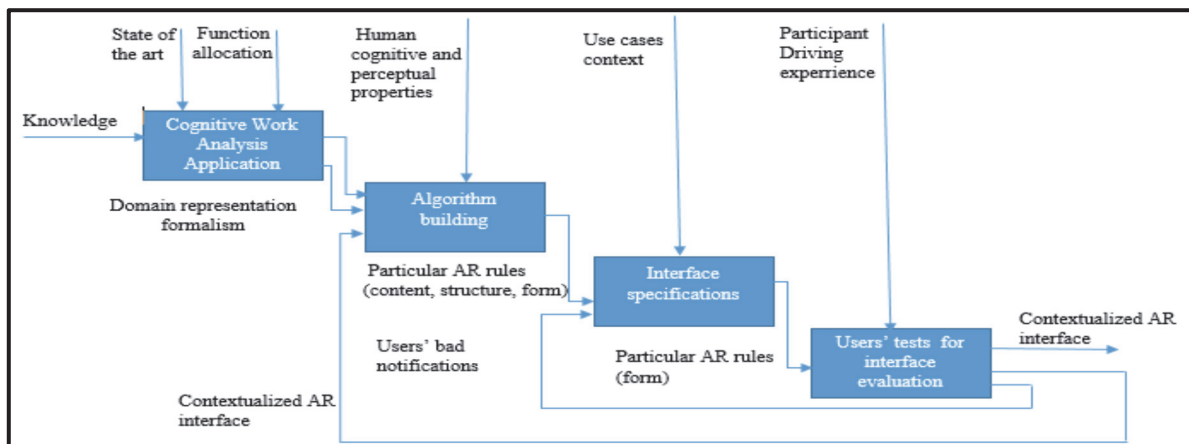 State of
the art
Function
allocation
Human
cognitive and
perceptual
properties
Use cases
context
Participant
Driving
experrience
Knowledge
Cognitive Work
Analysis
Application
Domain representation
formalism
Algorithm
building
Particular AR rules
(content, structure, form)
Interface
specifications
Users' bad
notifications
Particular AR rules
(form)
Users' tests for
interface
evaluation
Contextualized AR
interface
Contextualized AR
interface